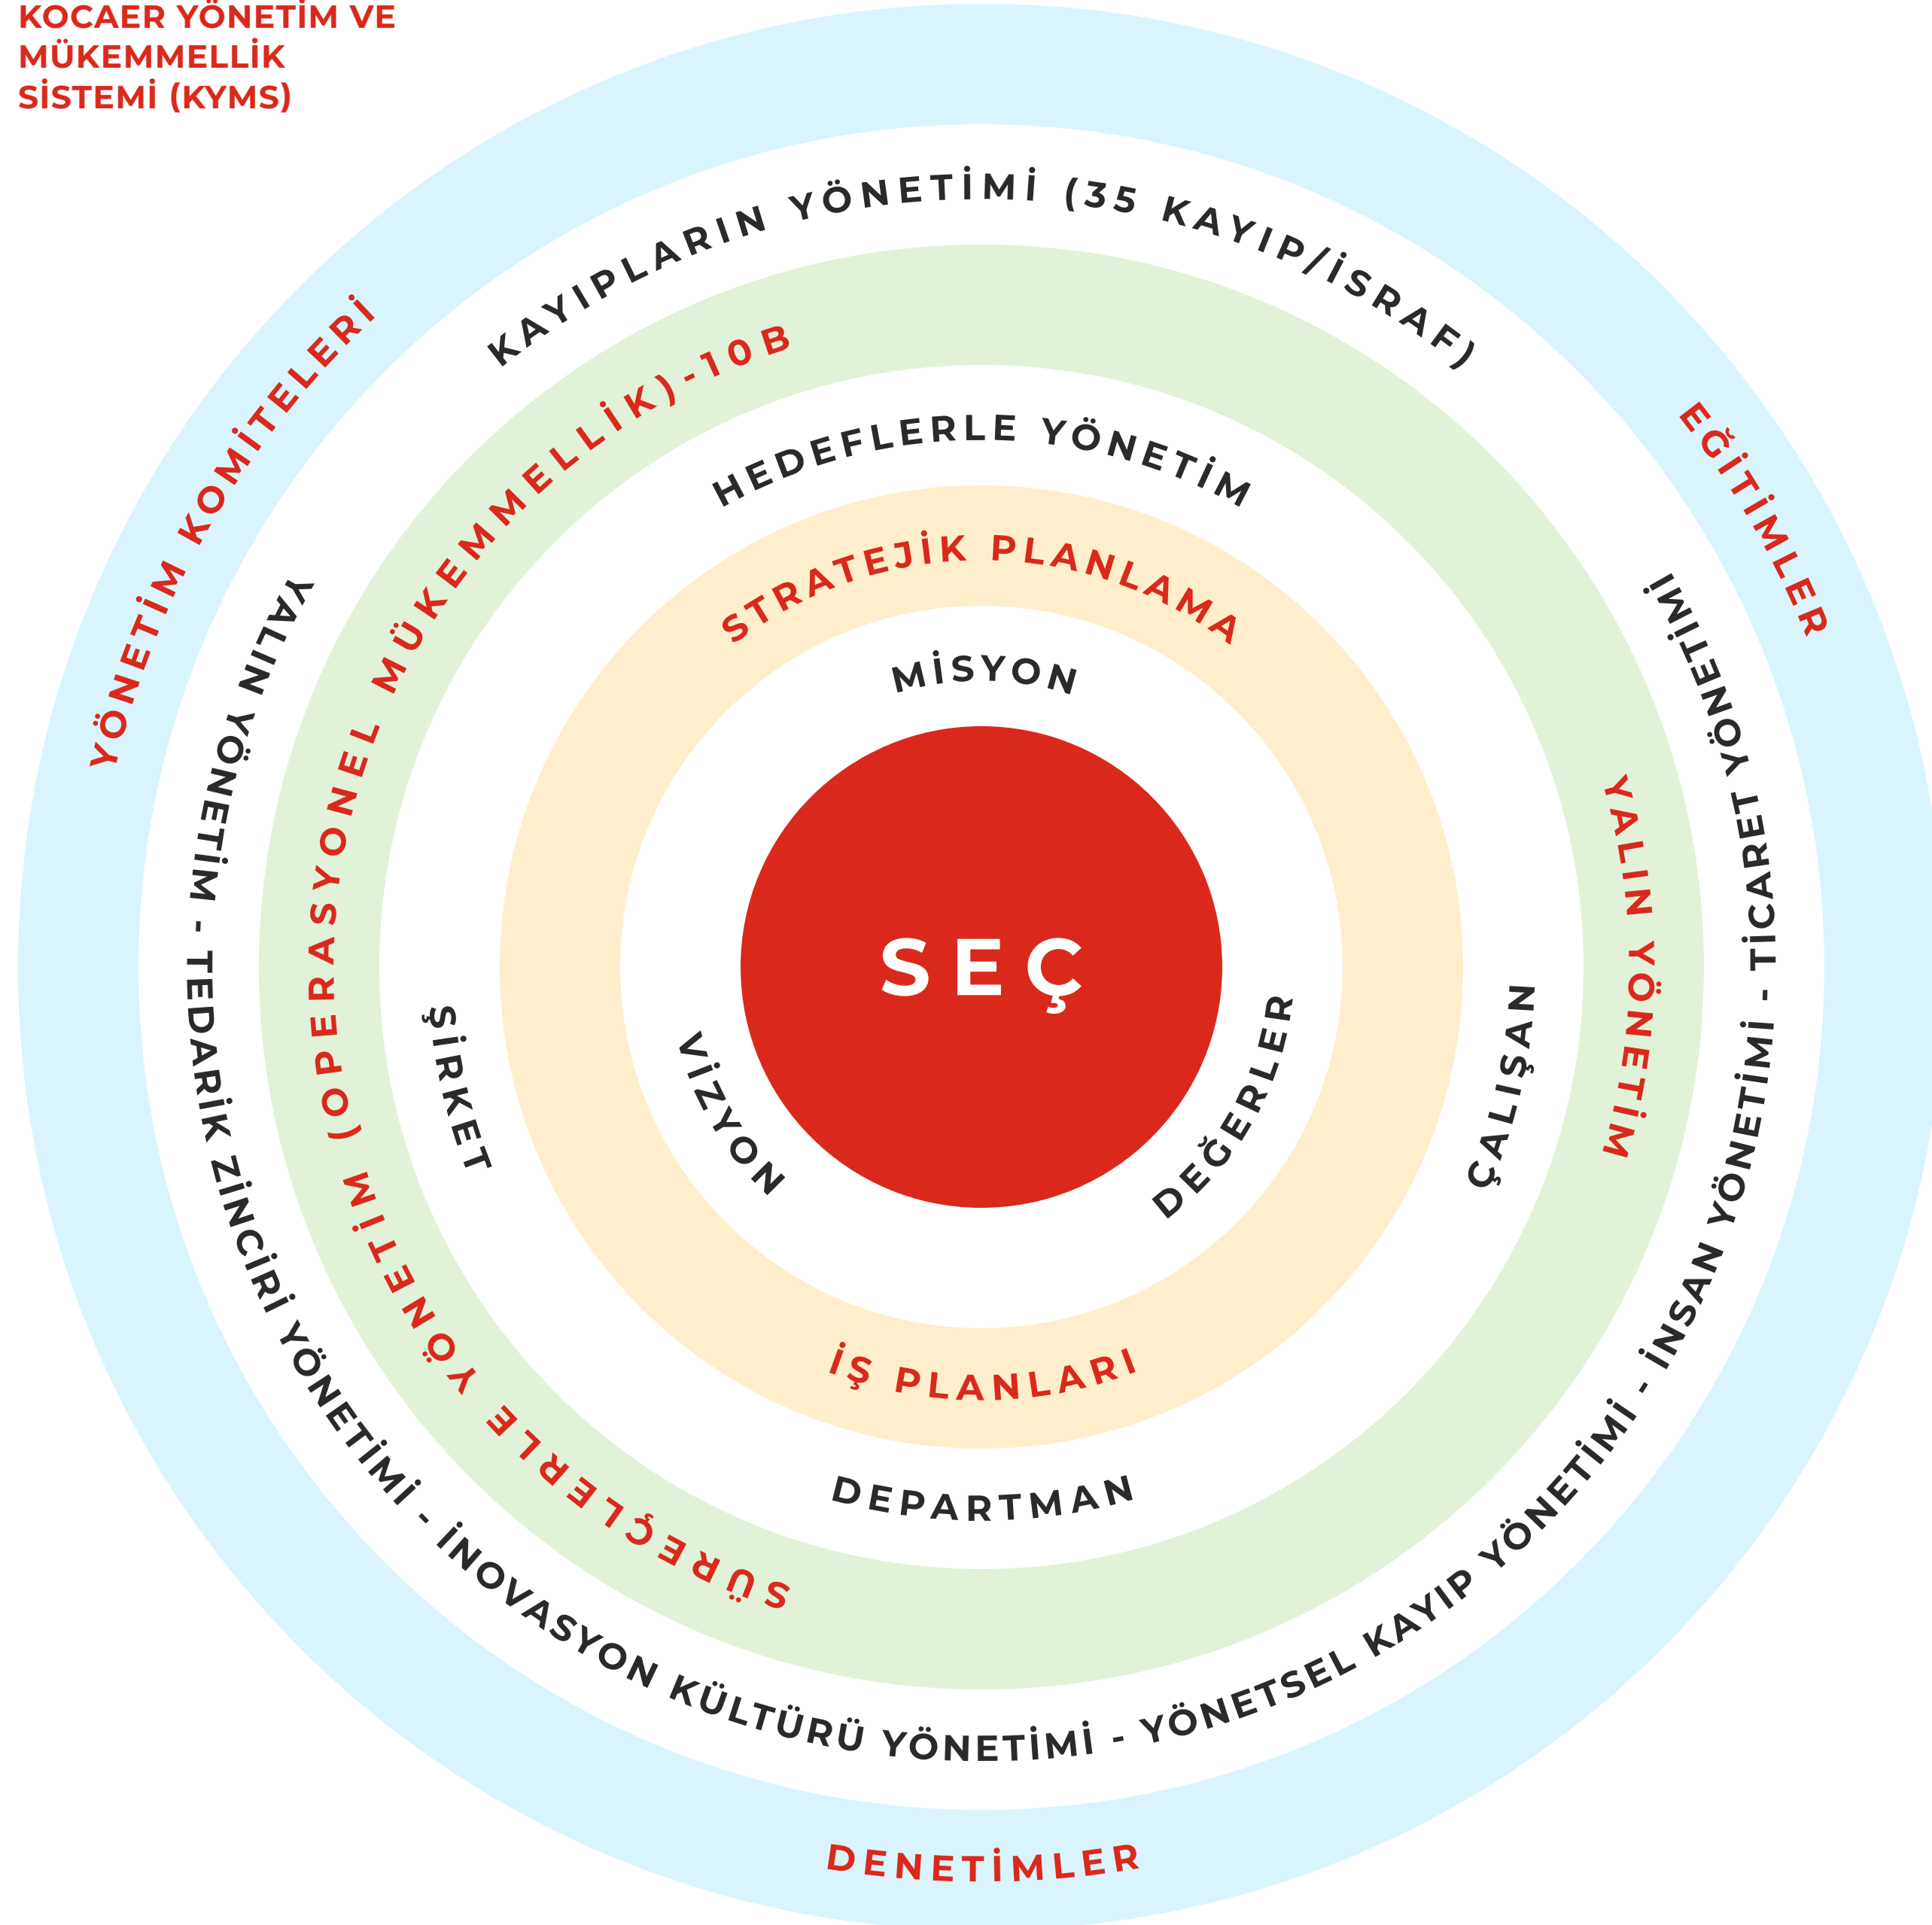 KOCAER YÖNETİM VE
MÜKEMMELLİK
SİSTEMİ (KYMS)
YÖNETİM KOMİTELERİ
EĞİTİMLER
DENETİMLER
KAYIPLARIN YÖNETİMİ (35 KAYIP//İSRAF)
YALIN YÖNETİM - TEDARİK ZİNCİRİ YÖNETİMİ - İNOVASYON KÜLTÜRÜ YÖNETİMİ - YÖNETSEL KAYIP YÖNETİMİ - İNSAN YÖNETİMİ - TİCARET YÖNETİMİ
SÜREÇLERLE YÖNETİM (OPERASYONEL MÜKEMMELLİK)-10B
YALIN YÖNETİM
HEDEFLERLE YÖNETİM
ŞİRKET
DEPARTMAN
ÇALIŞAN
STRATEJİK PLANLAMA
İŞ PLANLARI
MİSYON
VİZYON
DEĞERLER
SEÇ